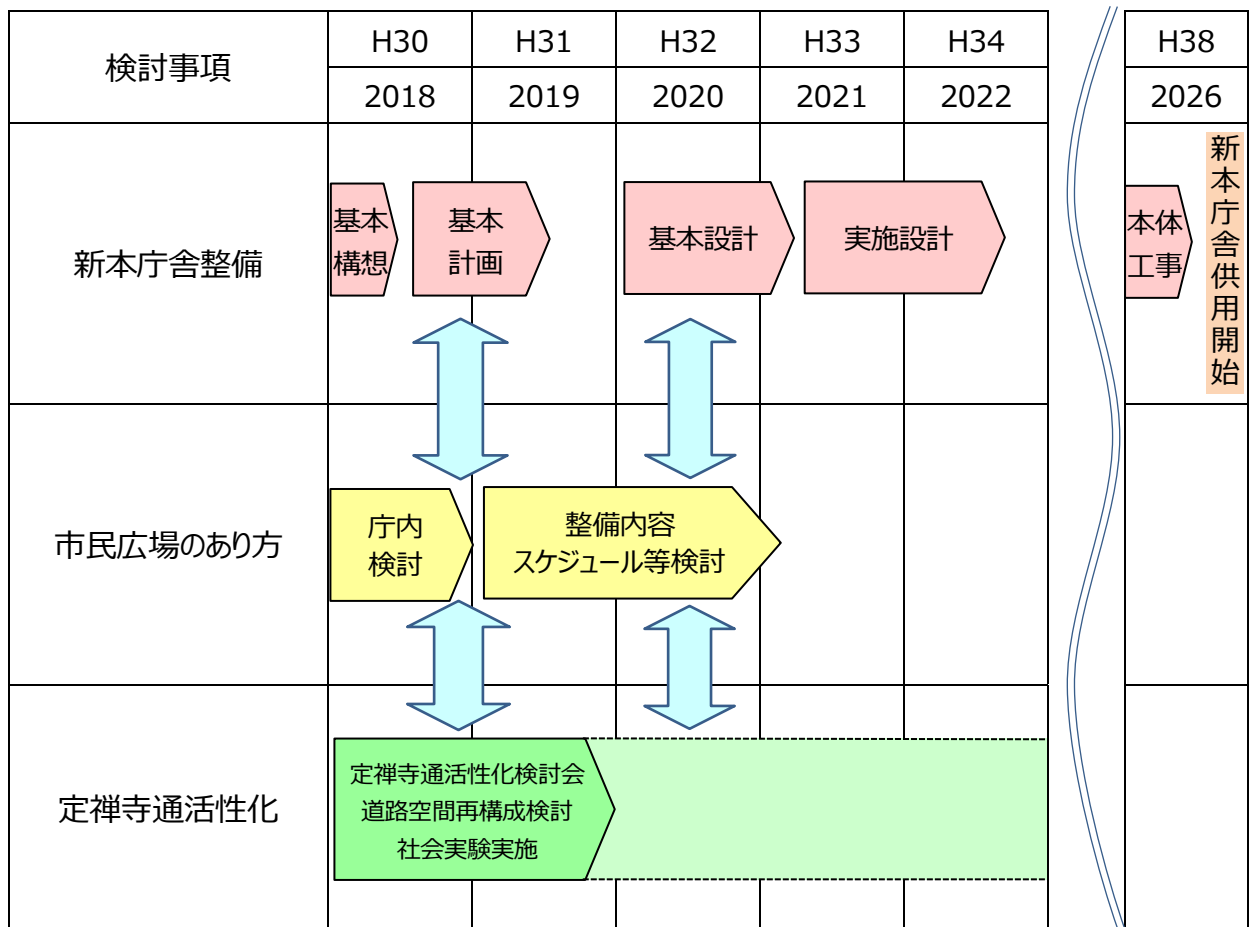 検討事項
H30
H31
H32
H33
H34
H38
2018
2019
2020
2021
2022
2026
新本庁舎整備
基本
構想
基本
計画
基本設計
実施設計
本体
工事
新本庁舎供用開始
市民広場のあり方
庁内
検討
整備内容
スケジュール等検討
定禅寺通活性化
定禅寺通活性化検討会
道路空間再構成検討
社会実験実施